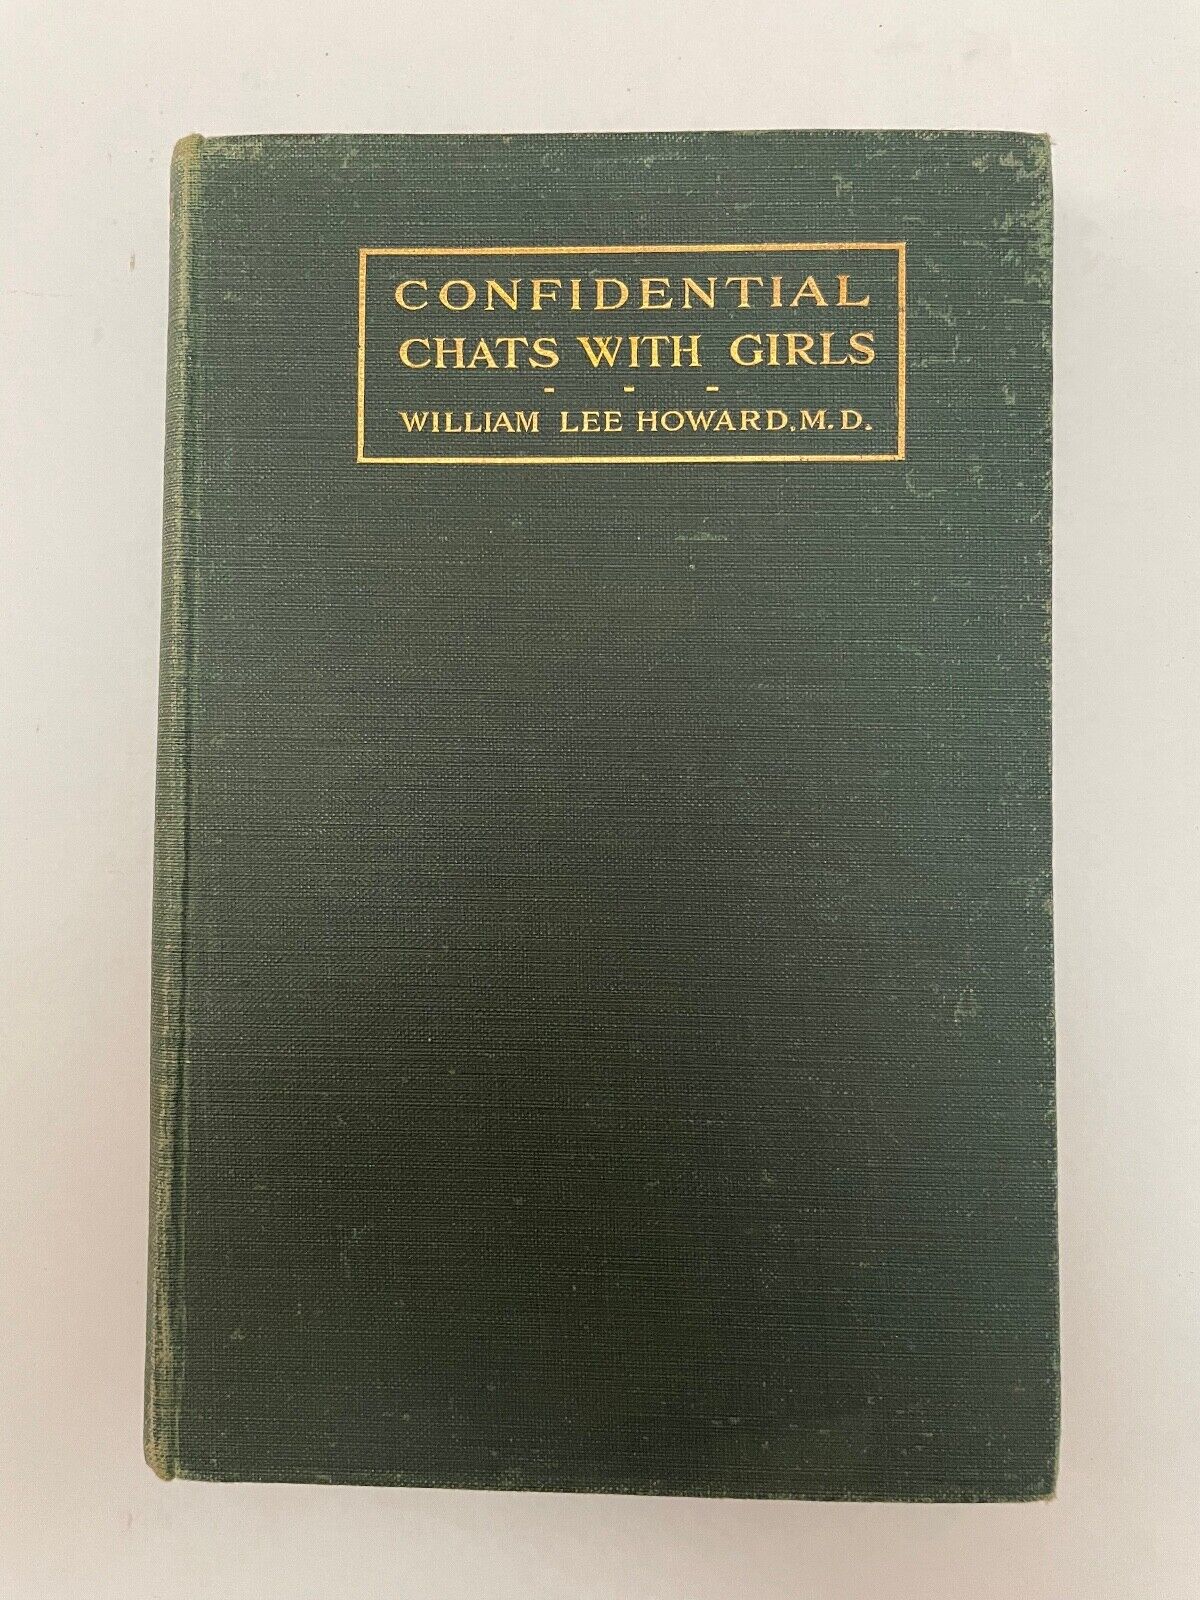 CONFIDENTIAL
CHATS WITH GIRLS
- - -
WILLIAM LEE HOWARD, M.D.